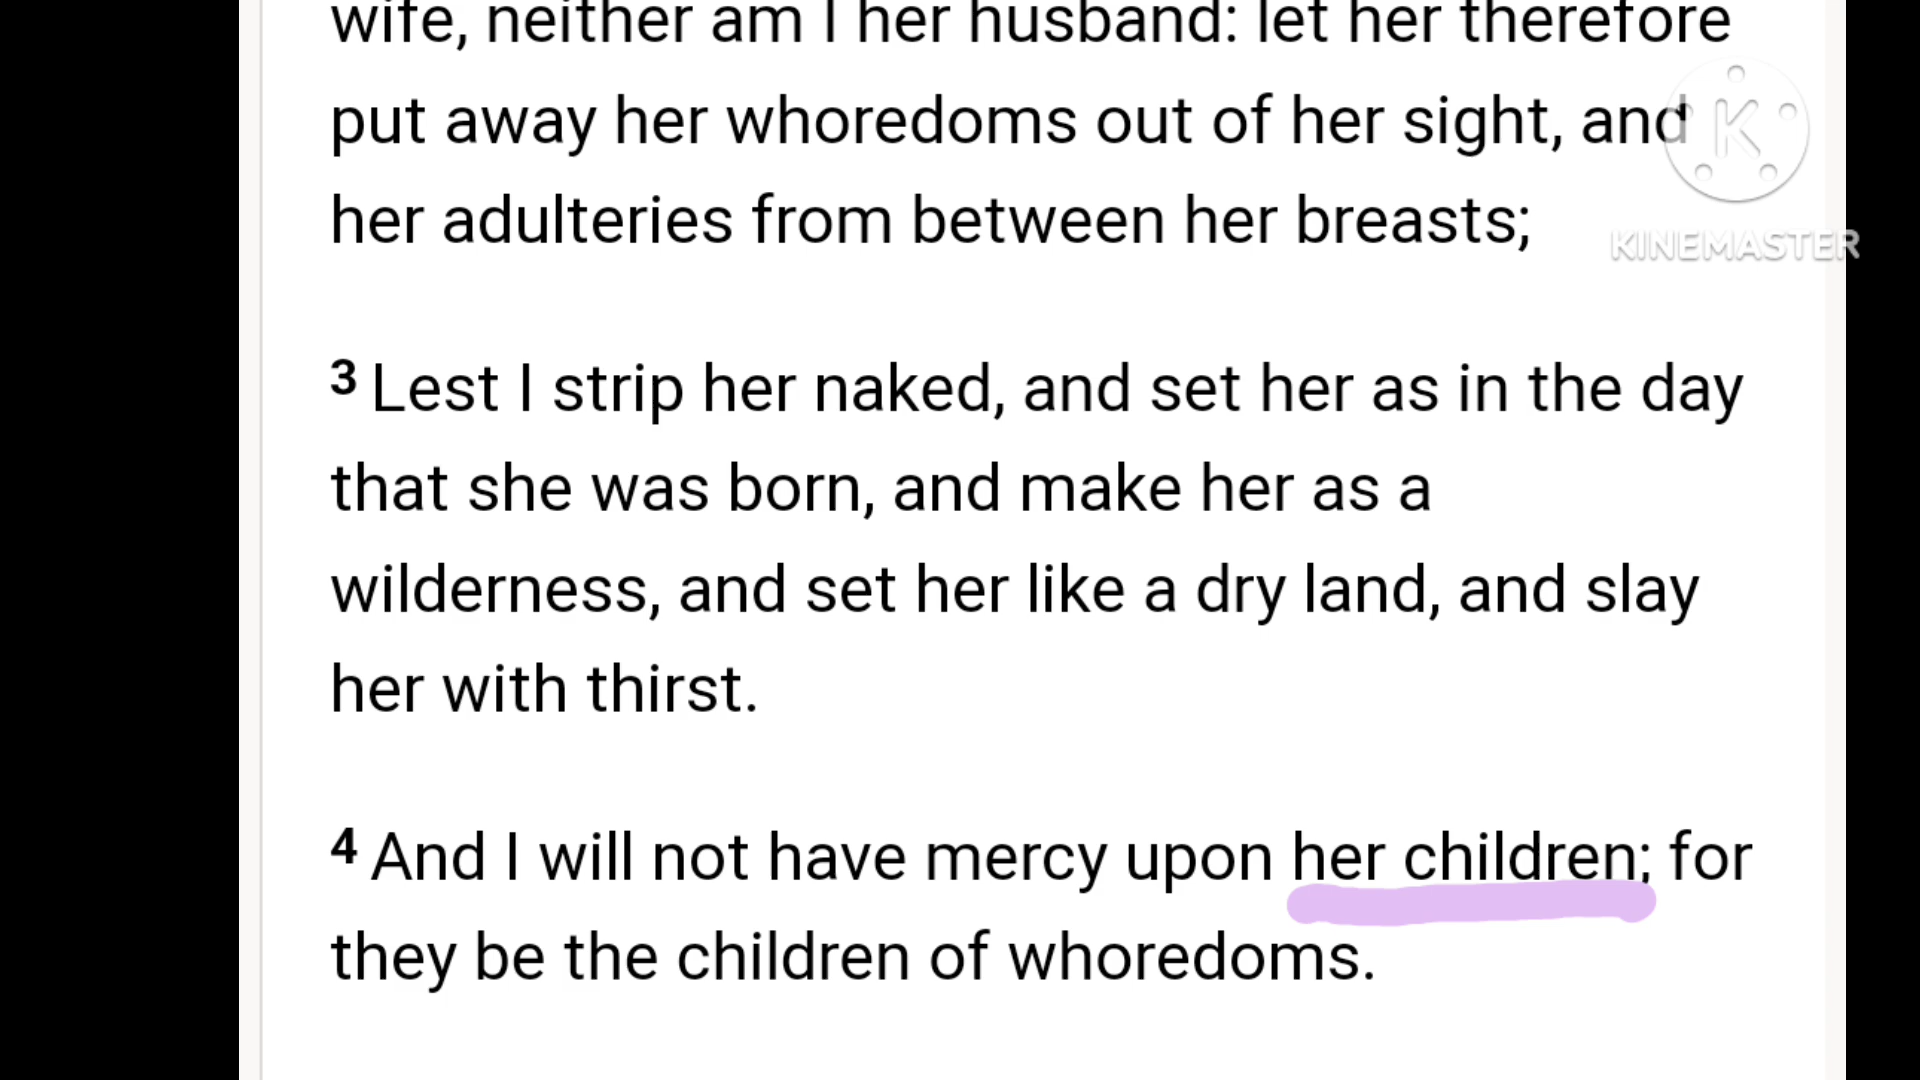 wife, neither am I her husband: let her therefore
put away her whoredoms out of her sight, and
her adulteries from between her breasts;
K
KINEMASTER
3 Lest I strip her naked, and set her as in the day
that she was born, and make her as a
wilderness, and set her like a dry land, and slay
her with thirst.
4 And I will not have mercy upon her children; for
they be the children of whoredoms.